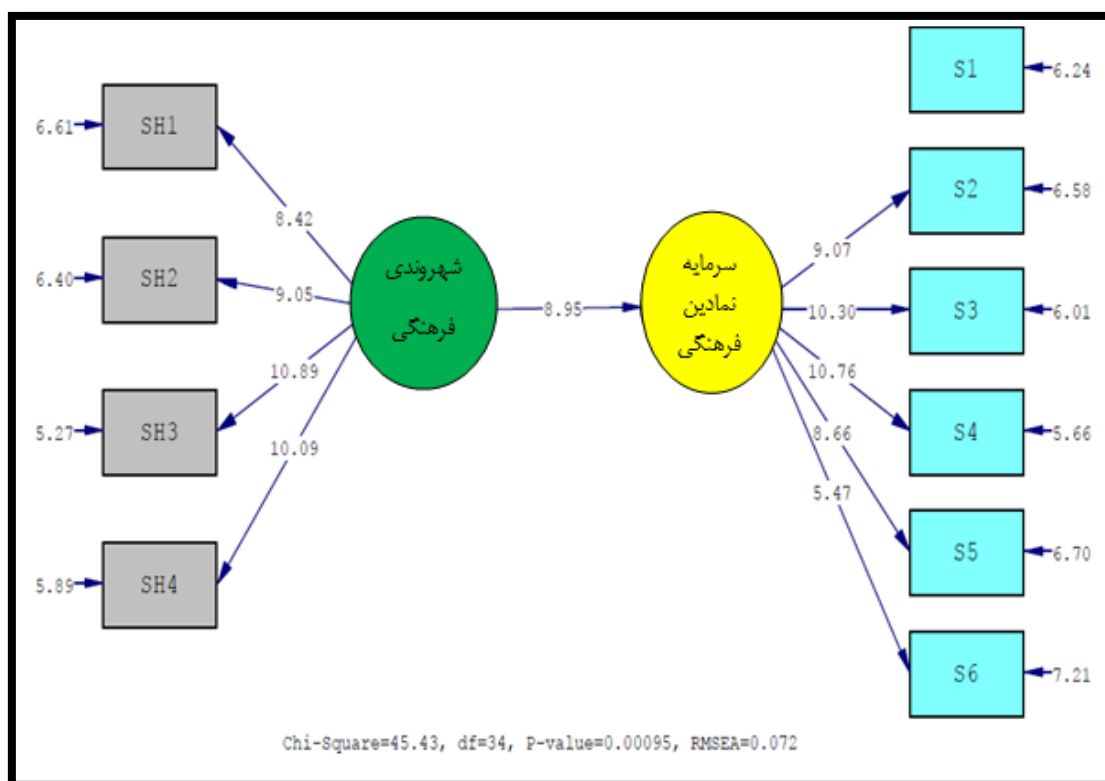 6.61
SH1
8.42
6.40
SH2
9.05
5.27
SH3
10.89
5.89
SH4
10.09
شهروندی
فرهنگی
8.95
سرمایه
نمادین
فرهنگی
S1
6.24
9.07
S2
6.58
10.30
S3
6.01
10.76
S4
5.66
8.66
S5
6.70
5.47
S6
7.21
Chi-Square=45.43, df=34, P-value=0.00095, RMSEA=0.072